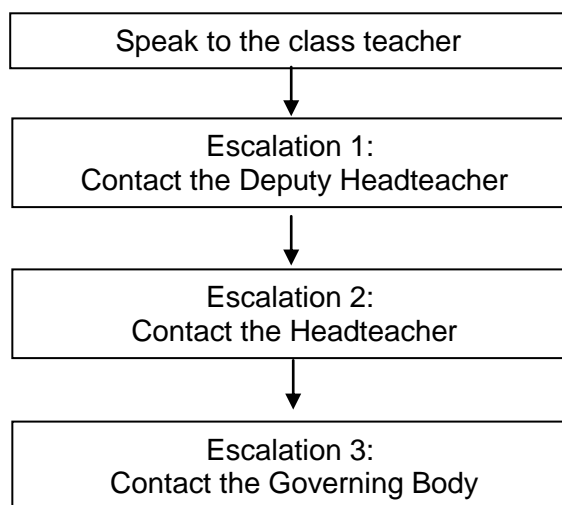 Speak to the class teacher
Escalation 1:
Contact the Deputy Headteacher
Escalation 2:
Contact the Headteacher
Escalation 3:
Contact the Governing Body